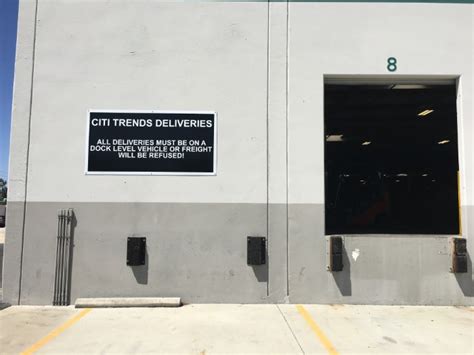 8
CITI TRENDS DELIVERIES
ALL DELIVERIES MUST BE ON A
DOCK LEVEL VEHICLE OR FREIGHT
WILL BE REFUSED!